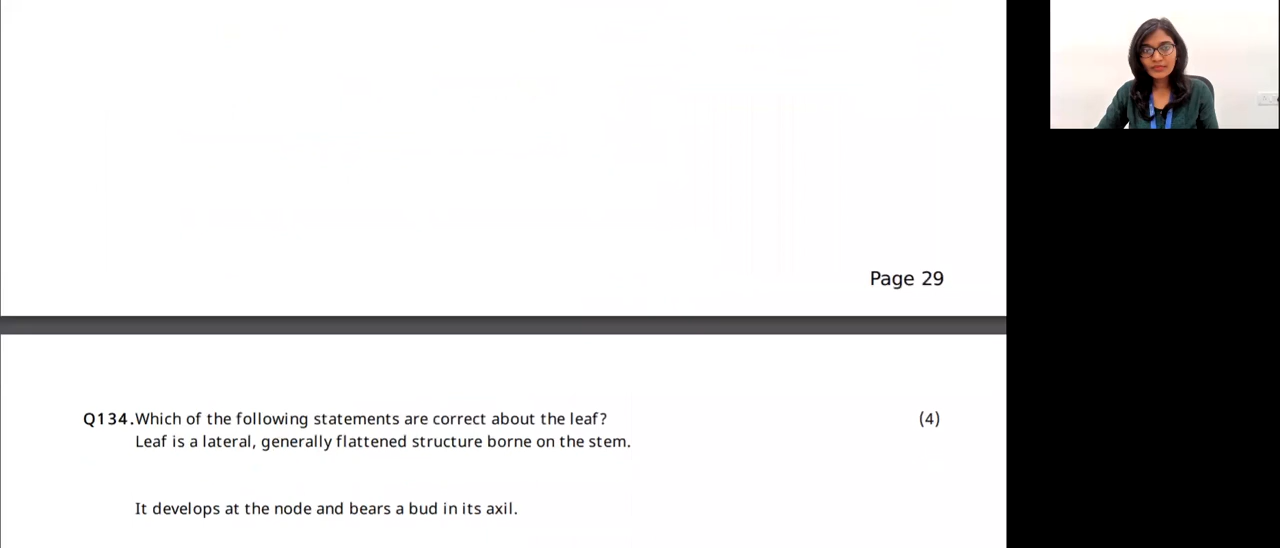 Page 29
Q134. Which of the following statements are correct about the leaf? (4)
Leaf is a lateral, generally flattened structure borne on the stem.
It develops at the node and bears a bud in its axil.